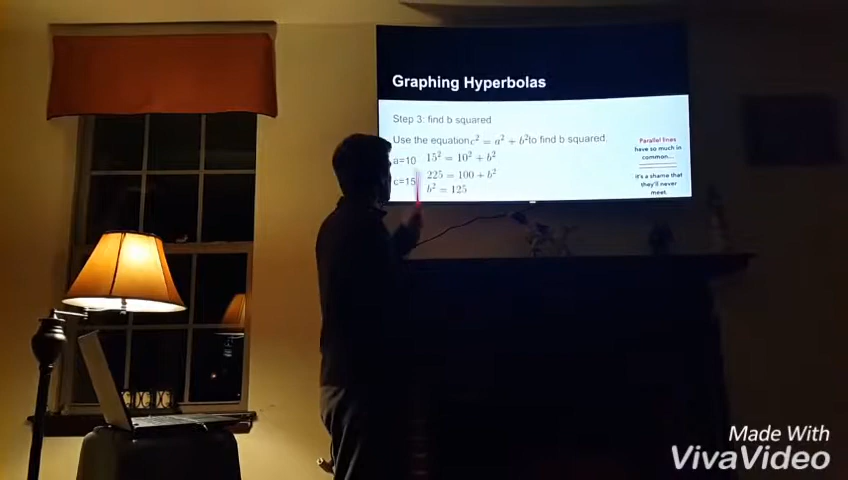 Graphing Hyperbolas
Step 3: find b squared
Use the equation c² = a² + b² to find b squared.
a=10 15² = 10² + b²
c=15 225 = 100 + b²
b² = 125
Parallel lines
have so much in
common...
it's a shame that
they'll never
meet.
Made With
VivaVideo